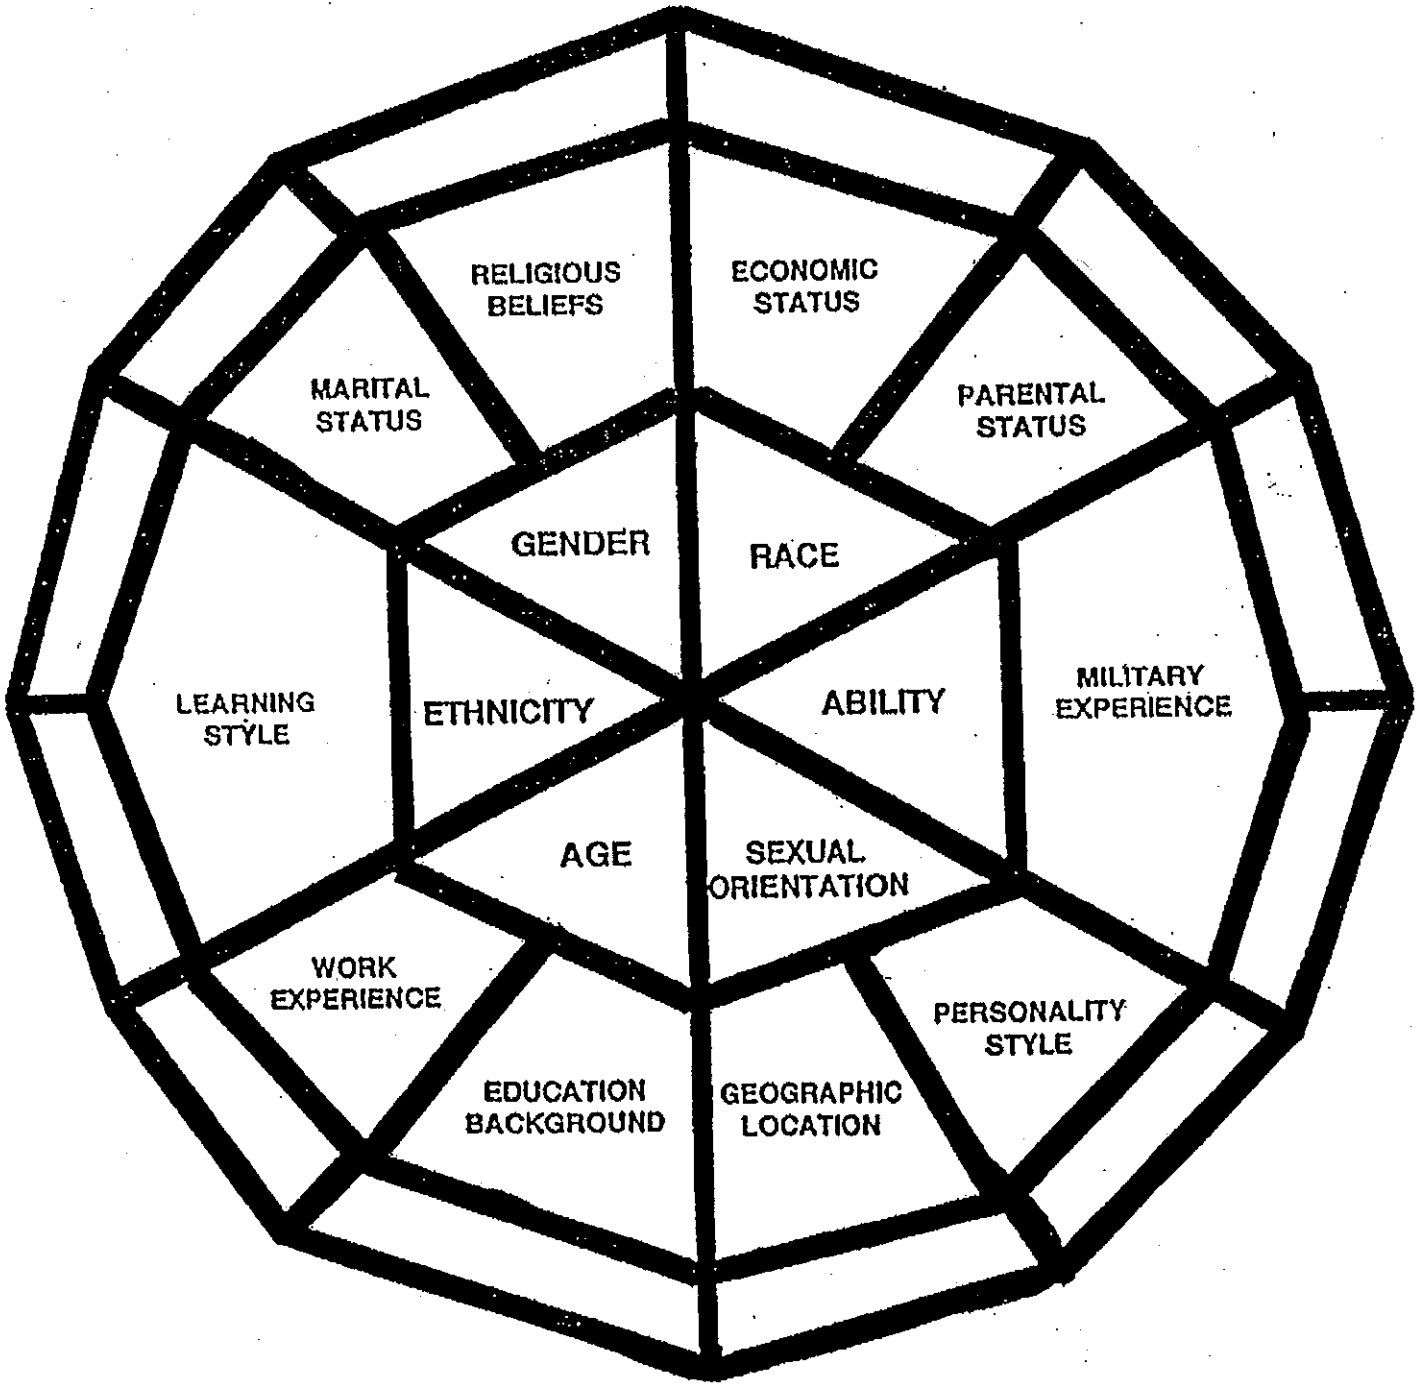 RELIGIOUS
BELIEFS
ECONOMIC
STATUS
MARITAL
STATUS
PARENTAL
STATUS
GENDER
RACE
LEARNING
STYLE
ETHNICITY
ABILITY
MILITARY
EXPERIENCE
AGE
SEXUAL
ORIENTATION
WORK
EXPERIENCE
PERSONALITY
STYLE
EDUCATION
BACKGROUND
GEOGRAPHIC
LOCATION